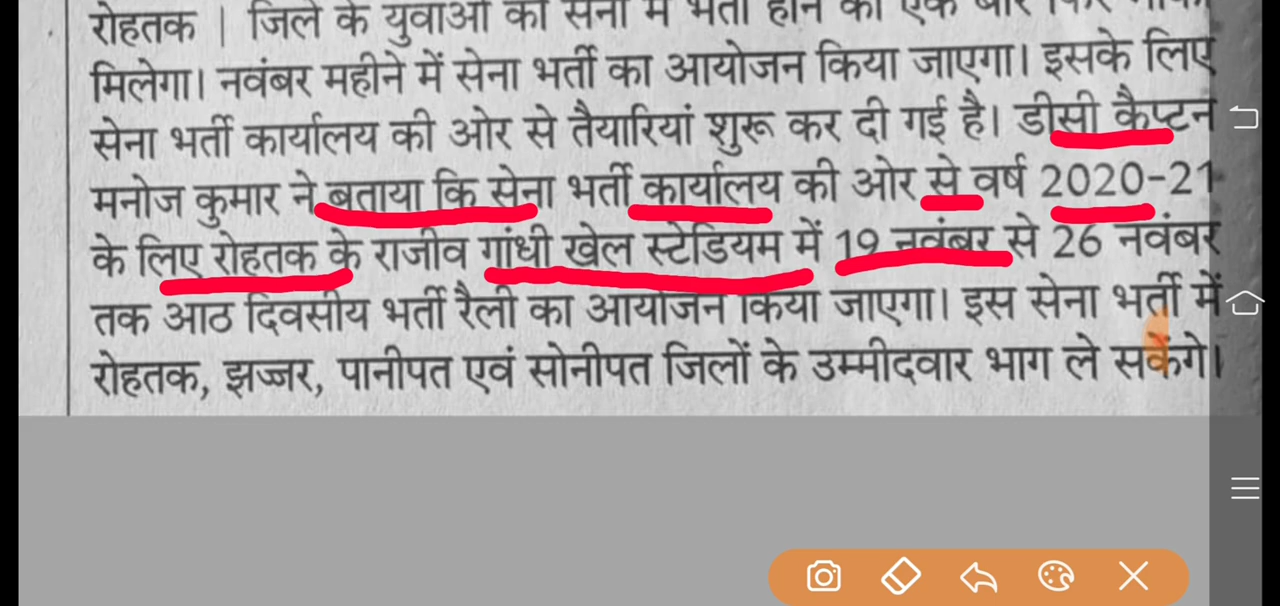 रोहतक | जिले के युवाओं को सेना में भर्ती होने का एक बार फिर मौका
मिलेगा। नवंबर महीने में सेना भर्ती का आयोजन किया जाएगा। इसके लिए
सेना भर्ती कार्यालय की ओर से तैयारियां शुरू कर दी गई है। डीसी कैप्टन
मनोज कुमार ने बताया कि सेना भर्ती कार्यालय की ओर से वर्ष 2020-21
के लिए रोहतक के राजीव गांधी खेल स्टेडियम में 19 नवंबर से 26 नवंबर
तक आठ दिवसीय भर्ती रैली का आयोजन किया जाएगा। इस सेना भर्ती में
रोहतक, झज्जर, पानीपत एवं सोनीपत जिलों के उम्मीदवार भाग ले सकेंगे।